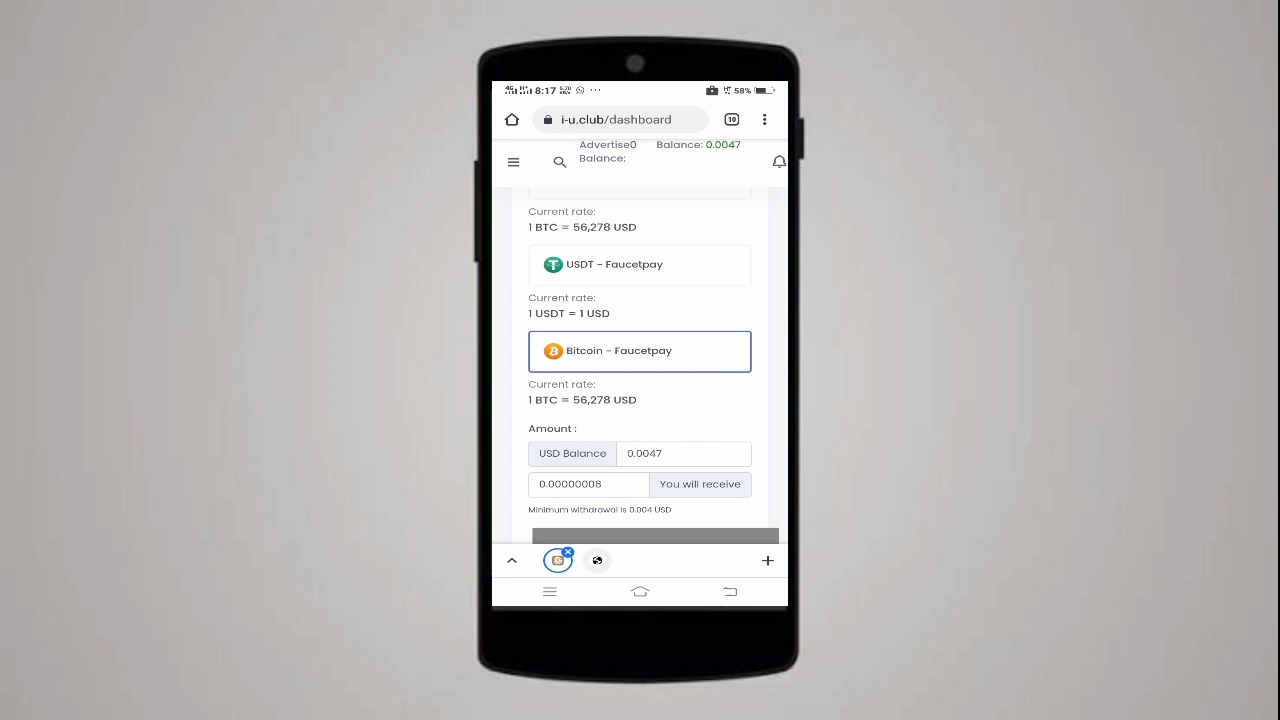 8:17 58%
i-u.club/dashboard 10
Advertise0 Balance: 0.0047
Balance:
Current rate:
1 BTC = 56,278 USD
USDT - Faucetpay
Current rate:
1 USDT = 1 USD
Bitcoin - Faucetpay
Current rate:
1 BTC = 56,278 USD
Amount :
USD Balance 0.0047
0.00000008 You will receive
Minimum withdrawal is 0.004 USD